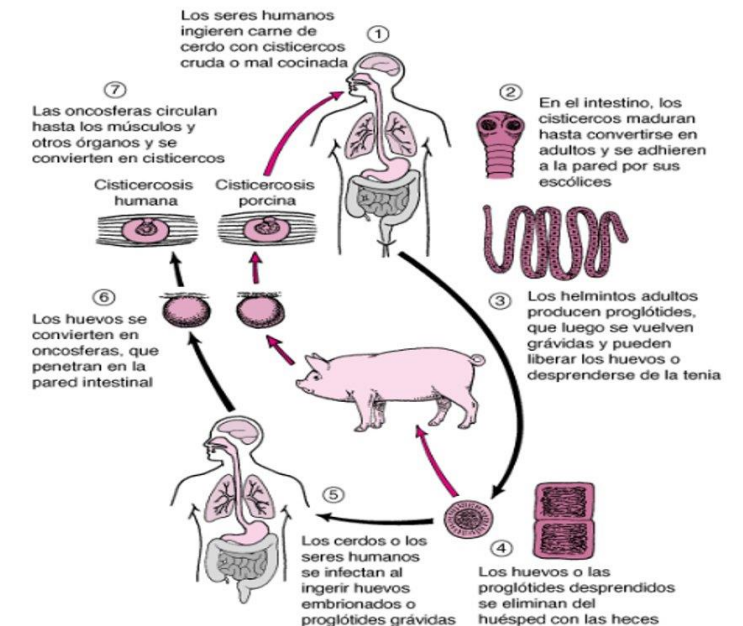 Los seres humanos
ingieren carne de
cerdo con cisticercos
cruda o mal cocinada
1
2
En el intestino, los
cisticercos maduran
hasta convertirse en
adultos y se adhieren
a la pared por sus
escólices
3
Los helmintos adultos
producen proglótides,
que luego se vuelven
grávidas y pueden
liberar los huevos o
desprenderse de la tenia
4
Los huevos o las
proglótides desprendidos
se eliminan del
huésped con las heces
5
Los cerdos o los
seres humanos
se infectan al
ingerir huevos
embrionados o
proglótides grávidas
6
Los huevos se
convierten en
oncosferas, que
penetran en la
pared intestinal
7
Las oncosferas circulan
hasta los músculos y
otros órganos y se
convierten en cisticercos
Cisticercosis
humana
Cisticercosis
porcina